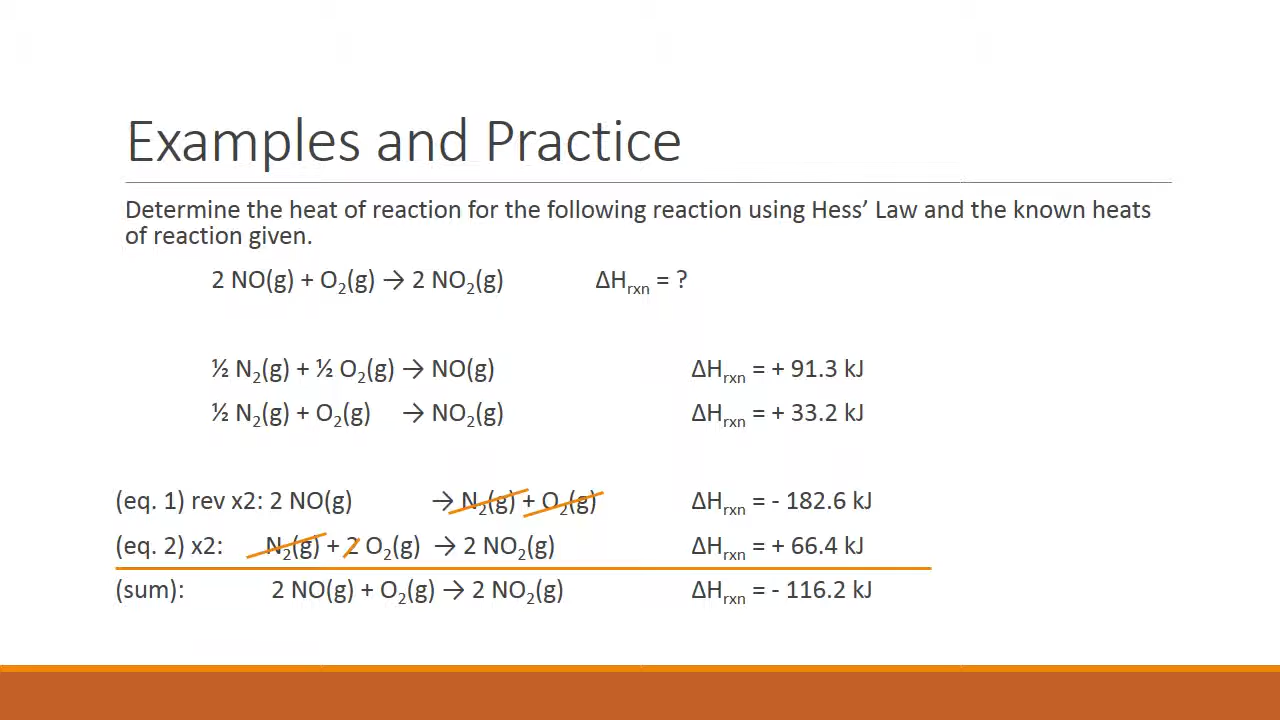 Examples and Practice
Determine the heat of reaction for the following reaction using Hess’ Law and the known heats
of reaction given.
2 NO(g) + O₂(g) → 2 NO₂(g) ΔHrxn = ?
½ N₂(g) + ½ O₂(g) → NO(g) ΔHrxn = + 91.3 kJ
½ N₂(g) + O₂(g) → NO₂(g) ΔHrxn = + 33.2 kJ
(eq. 1) rev x2: 2 NO(g) → N₂(g) + O₂(g) ΔHrxn = - 182.6 kJ
(eq. 2) x2: N₂(g) + 2 O₂(g) → 2 NO₂(g) ΔHrxn = + 66.4 kJ
(sum): 2 NO(g) + O₂(g) → 2 NO₂(g) ΔHrxn = - 116.2 kJ